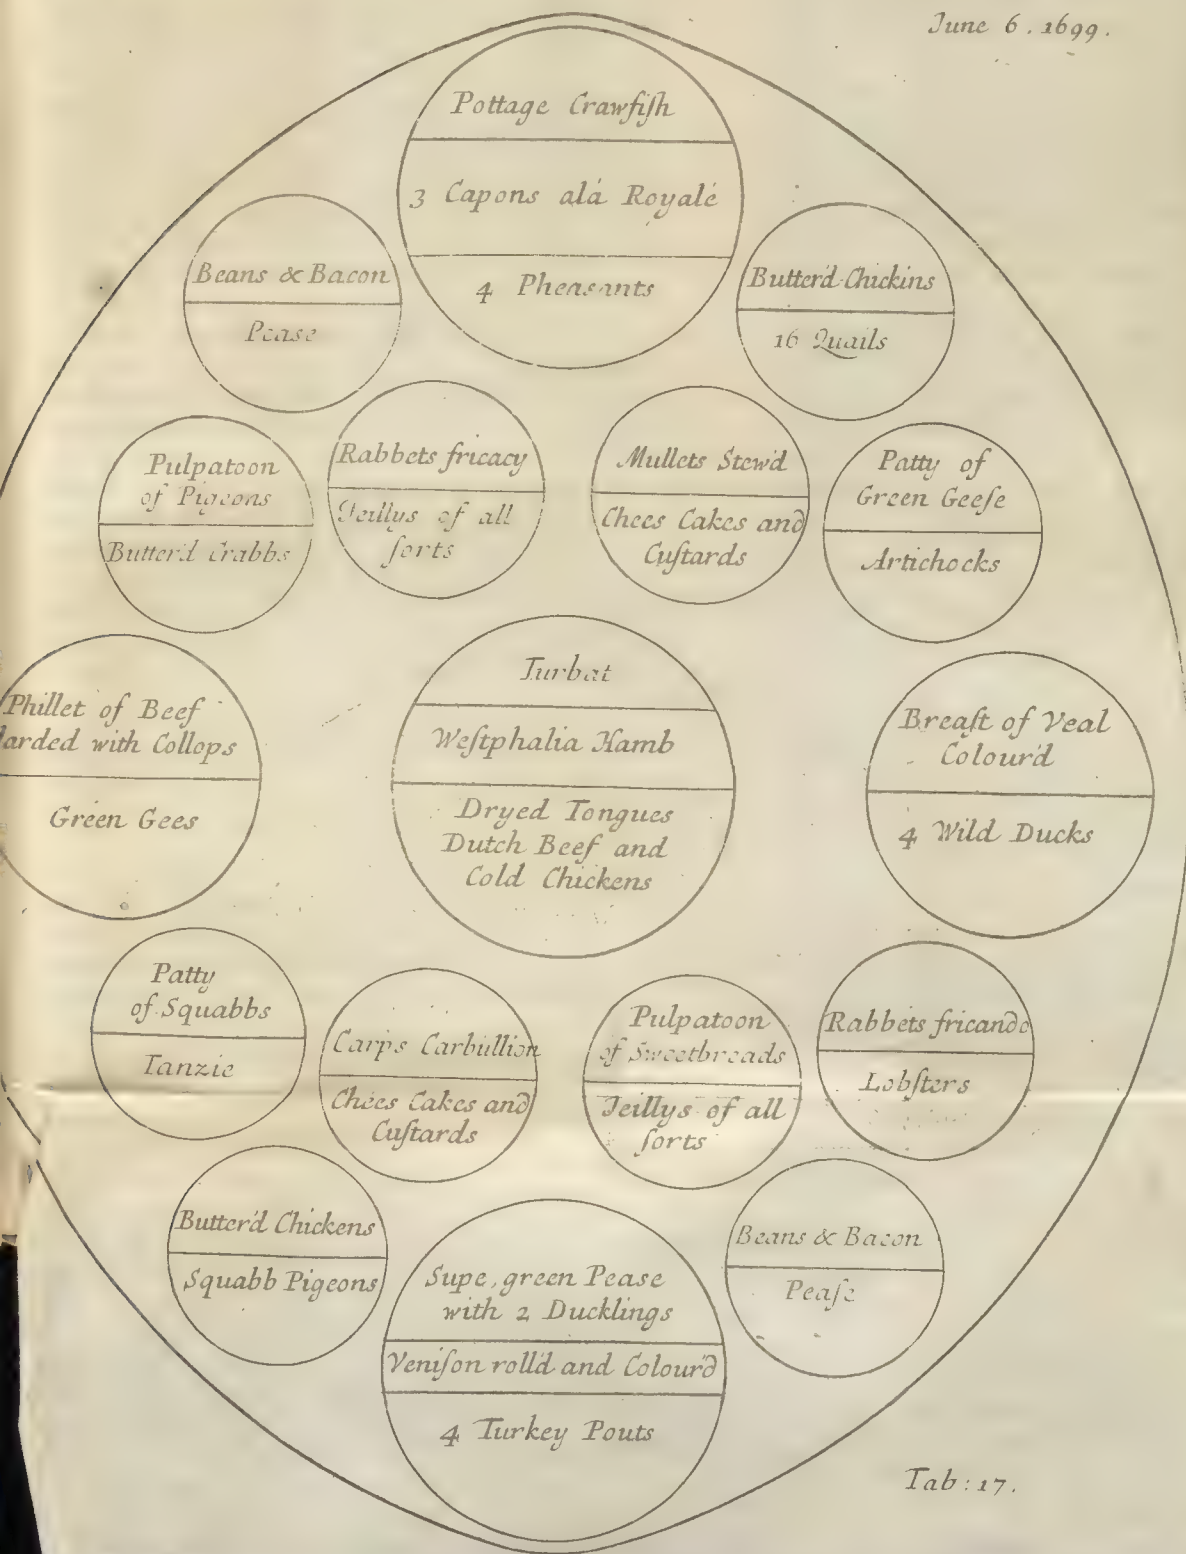 June 6. 1699.
Pottage Crawfiſh
3 Capons alá Royalé
4 Pheasants
Beans & Bacon
Pease
Butter'd Chickins
16 Quails
Pulpatoon
of Pigeons
Butter'd Crabbs
Rabbets fricacy
Jeillys of all
ſorts
Mullets Stew'd
Chees Cakes and
Cuſtards
Patty of
Green Geeſe
Artichocks
Phillet of Beef
larded with Collops
Green Gees
Turbat
Weſtphalia Hamb
Dryed Tongues
Dutch Beef and
Cold Chickens
Breaſt of Veal
Colour'd
4 Wild Ducks
Patty
of Squabbs
Tanzie
Carps Carbullion
Chees Cakes and
Cuſtards
Pulpatoon
of Sweetbreads
Jeillys of all
ſorts
Rabbets fricando
Lobſters
Butter'd Chickens
Squabb Pigeons
Supe, green Pease
with 2 Ducklings
Veniſon roll'd and Colour'd
4 Turkey Pouts
Beans & Bacon
Peaſe
Tab: 17.